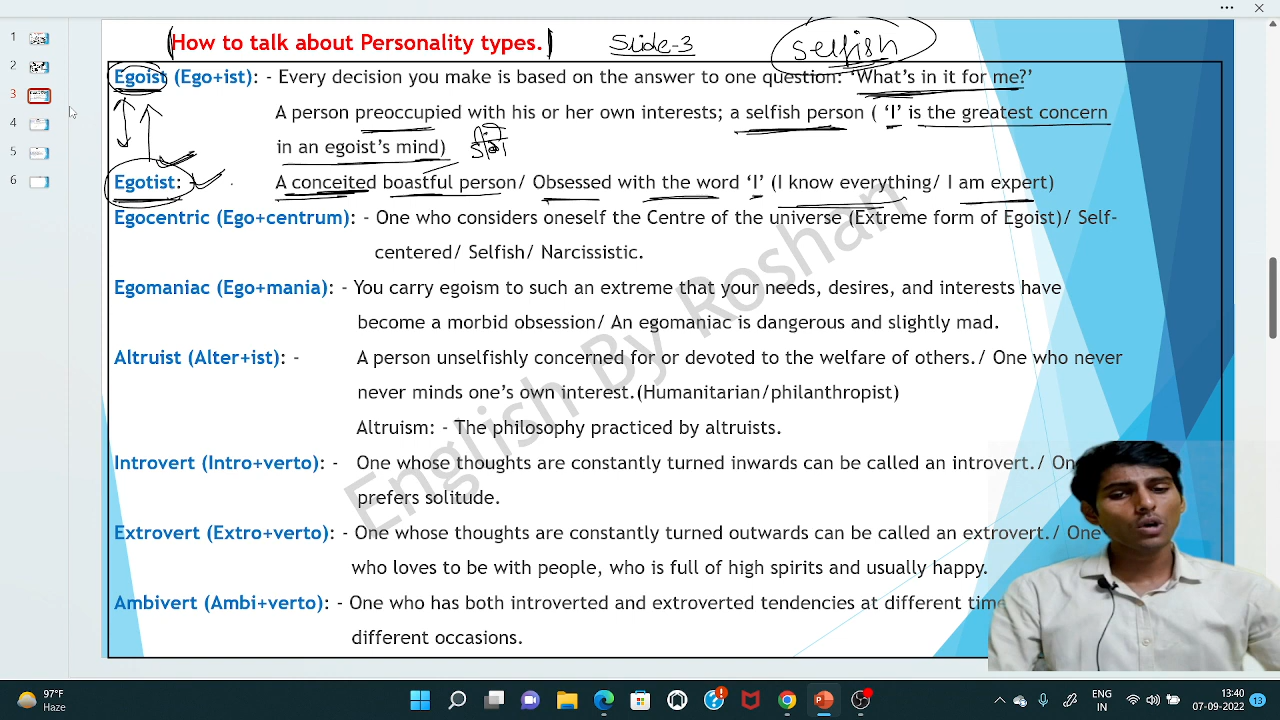 How to talk about Personality types. Slide-3 selfish
Egoist (Ego+ist): - Every decision you make is based on the answer to one question: ‘What’s in it for me?’
A person preoccupied with his or her own interests; a selfish person ( ‘I’ is the greatest concern
in an egoist’s mind)
Egotist: - A conceited boastful person/ Obsessed with the word ‘I’ (I know everything/ I am expert)
Egocentric (Ego+centrum): - One who considers oneself the Centre of the universe (Extreme form of Egoist)/ Self-
centered/ Selfish/ Narcissistic.
Egomaniac (Ego+mania): - You carry egoism to such an extreme that your needs, desires, and interests have
become a morbid obsession/ An egomaniac is dangerous and slightly mad.
Altruist (Alter+ist): - A person unselfishly concerned for or devoted to the welfare of others./ One who never
never minds one’s own interest.(Humanitarian/philanthropist)
Altruism: - The philosophy practiced by altruists.
Introvert (Intro+verto): - One whose thoughts are constantly turned inwards can be called an introvert./
prefers solitude.
Extrovert (Extro+verto): - One whose thoughts are constantly turned outwards can be called an extrovert./ One
who loves to be with people, who is full of high spirits and usually happy.
Ambivert (Ambi+verto): - One who has both introverted and extroverted tendencies at different
different occasions.
English By Roshan
1
2
3
4
5
6
97°F
Haze
ENG
IN
13:40
07-09-2022
13